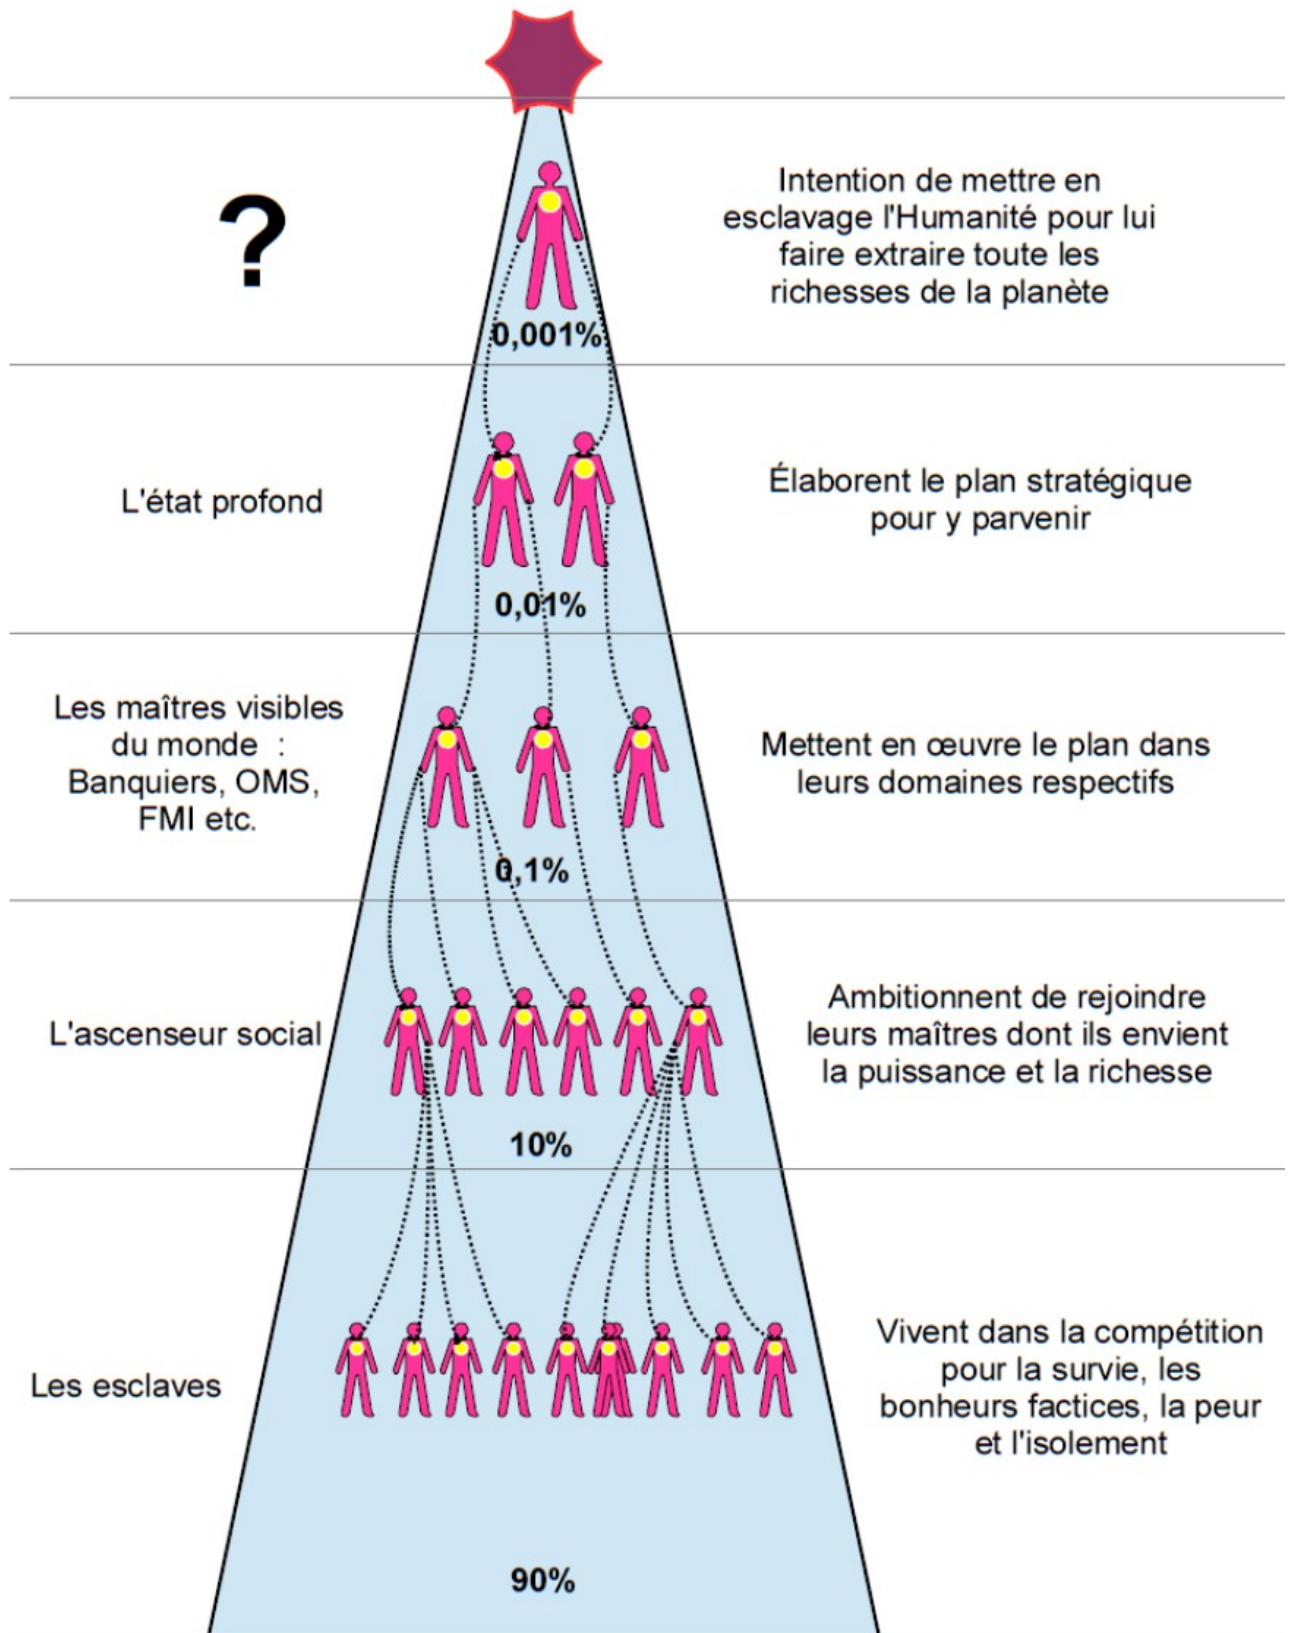 ?
Intention de mettre en
esclavage l'Humanité pour lui
faire extraire toute les
richesses de la planète
0,001%
L'état profond
Élaborent le plan stratégique
pour y parvenir
0,01%
Les maîtres visibles
du monde :
Banquiers, OMS,
FMI etc.
Mettent en œuvre le plan dans
leurs domaines respectifs
0,1%
L'ascenseur social
Ambitionnent de rejoindre
leurs maîtres dont ils envient
la puissance et la richesse
10%
Les esclaves
Vivent dans la compétition
pour la survie, les
bonheurs factices, la peur
et l'isolement
90%